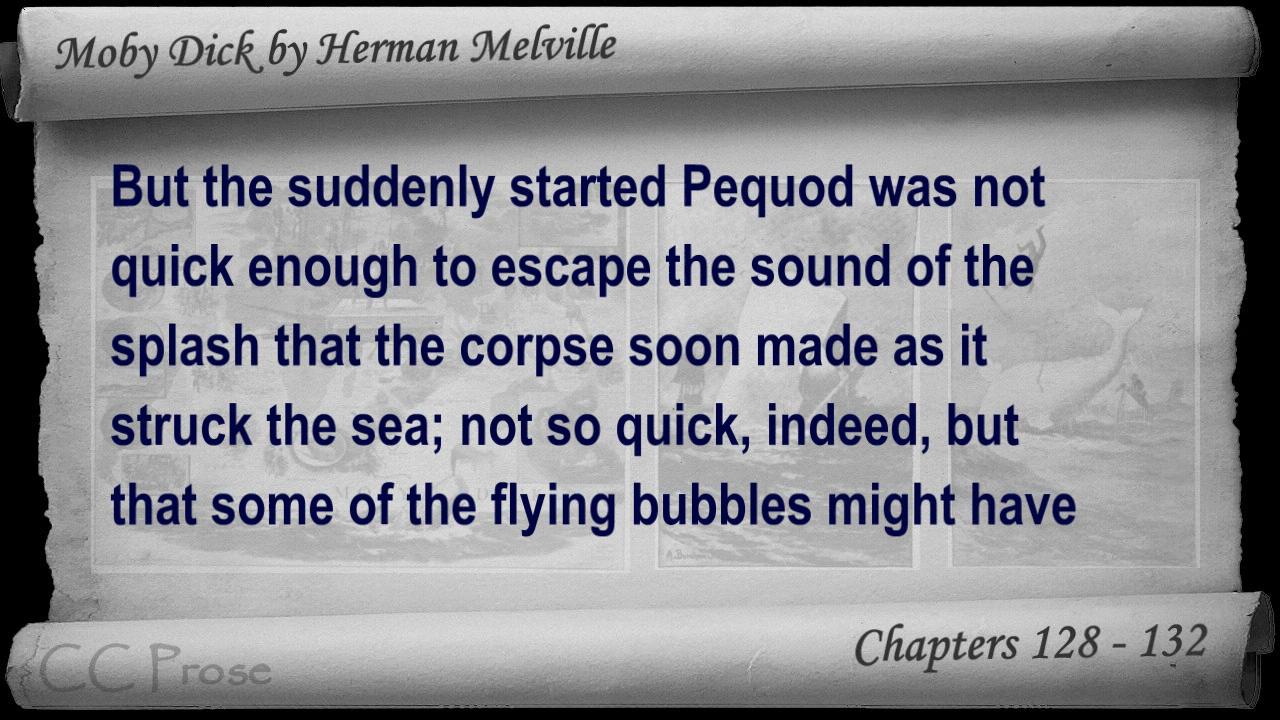 Moby Dick by Herman Melville
But the suddenly started Pequod was not
quick enough to escape the sound of the
splash that the corpse soon made as it
struck the sea; not so quick, indeed, but
that some of the flying bubbles might have
Chapters 128 - 132
CC Prose